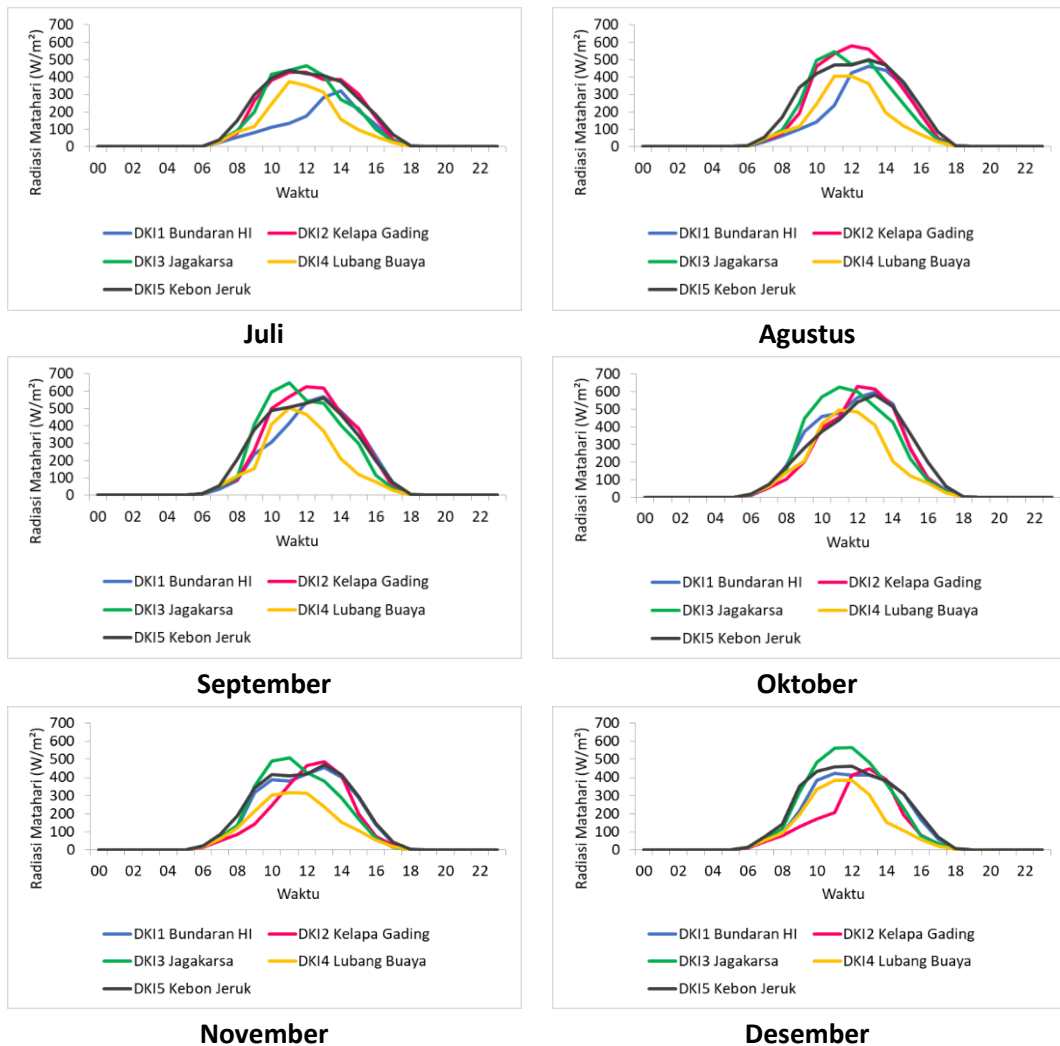 Radiasi Matahari (W/m²)
700
600
500
400
300
200
100
0
00 02 04 06 08 10 12 14 16 18 20 22
Waktu
DKI1 Bundaran HI DKI2 Kelapa Gading
DKI3 Jagakarsa DKI4 Lubang Buaya
DKI5 Kebon Jeruk
Juli
Radiasi Matahari (W/m²)
700
600
500
400
300
200
100
0
00 02 04 06 08 10 12 14 16 18 20 22
Waktu
DKI1 Bundaran HI DKI2 Kelapa Gading
DKI3 Jagakarsa DKI4 Lubang Buaya
DKI5 Kebon Jeruk
Agustus
Radiasi Matahari (W/m²)
700
600
500
400
300
200
100
0
00 02 04 06 08 10 12 14 16 18 20 22
Waktu
DKI1 Bundaran HI DKI2 Kelapa Gading
DKI3 Jagakarsa DKI4 Lubang Buaya
DKI5 Kebon Jeruk
September
Radiasi Matahari (W/m²)
700
600
500
400
300
200
100
0
00 02 04 06 08 10 12 14 16 18 20 22
Waktu
DKI1 Bundaran HI DKI2 Kelapa Gading
DKI3 Jagakarsa DKI4 Lubang Buaya
DKI5 Kebon Jeruk
Oktober
Radiasi Matahari (W/m²)
700
600
500
400
300
200
100
0
00 02 04 06 08 10 12 14 16 18 20 22
Waktu
DKI1 Bundaran HI DKI2 Kelapa Gading
DKI3 Jagakarsa DKI4 Lubang Buaya
DKI5 Kebon Jeruk
November
Radiasi Matahari (W/m²)
700
600
500
400
300
200
100
0
00 02 04 06 08 10 12 14 16 18 20 22
Waktu
DKI1 Bundaran HI DKI2 Kelapa Gading
DKI3 Jagakarsa DKI4 Lubang Buaya
DKI5 Kebon Jeruk
Desember